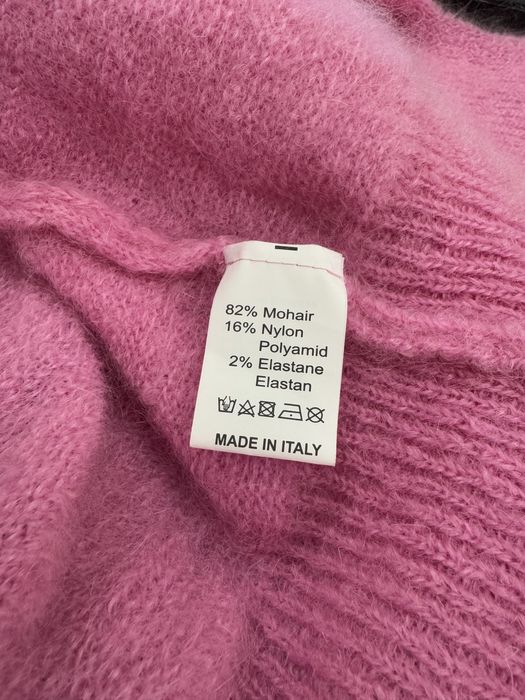 82% Mohair
16% Nylon
Polyamid
2% Elastane
Elastan
MADE IN ITALY